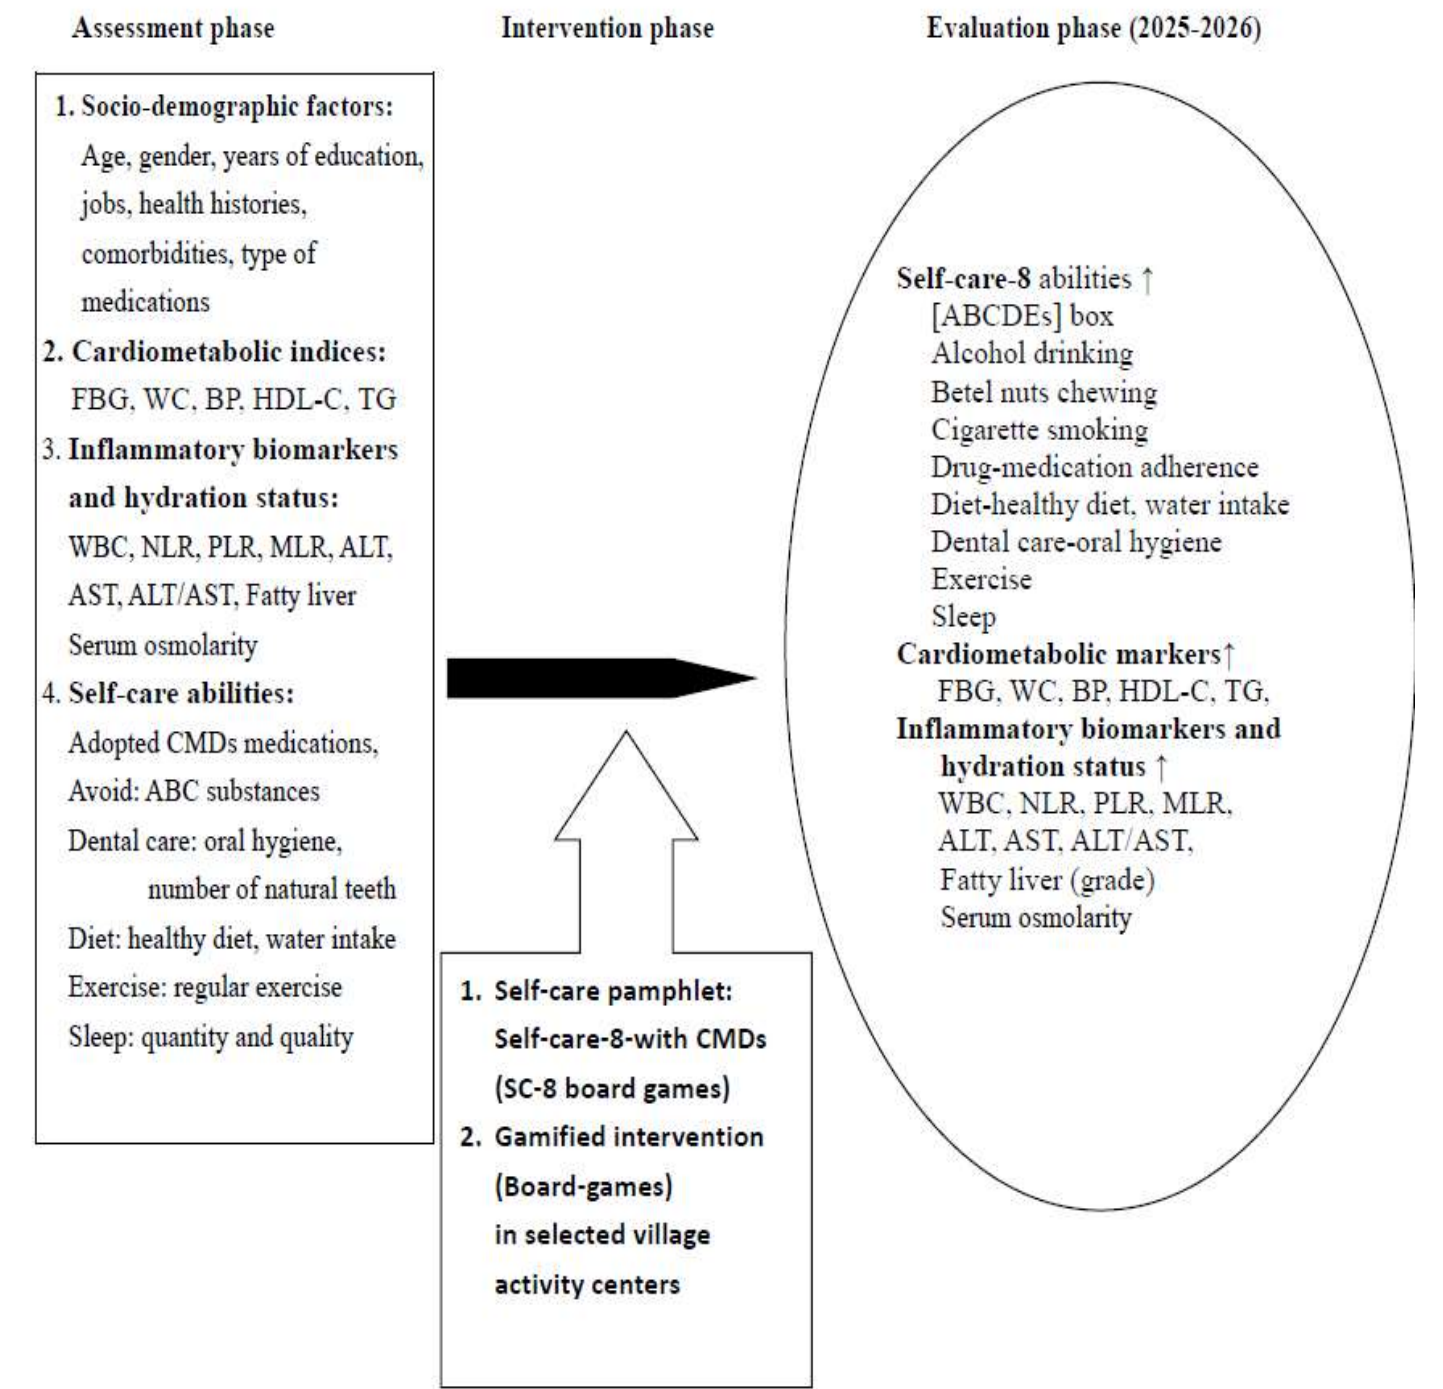 Assessment phase
Intervention phase
Evaluation phase (2025-2026)
1. Socio-demographic factors:
Age, gender, years of education,
jobs, health histories,
comorbidities, type of
medications
2. Cardiometabolic indices:
FBG, WC, BP, HDL-C, TG
3. Inflammatory biomarkers
and hydration status:
WBC, NLR, PLR, MLR, ALT,
AST, ALT/AST, Fatty liver
Serum osmolarity
4. Self-care abilities:
Adopted CMDs medications,
Avoid: ABC substances
Dental care: oral hygiene,
number of natural teeth
Diet: healthy diet, water intake
Exercise: regular exercise
Sleep: quantity and quality
1. Self-care pamphlet:
Self-care-8-with CMDs
(SC-8 board games)
2. Gamified intervention
(Board-games)
in selected village
activity centers
Self-care-8 abilities ↑
[ABCDEs] box
Alcohol drinking
Betel nuts chewing
Cigarette smoking
Drug-medication adherence
Diet-healthy diet, water intake
Dental care-oral hygiene
Exercise
Sleep
Cardiometabolic markers↑
FBG, WC, BP, HDL-C, TG,
Inflammatory biomarkers and
hydration status ↑
WBC, NLR, PLR, MLR,
ALT, AST, ALT/AST,
Fatty liver (grade)
Serum osmolarity